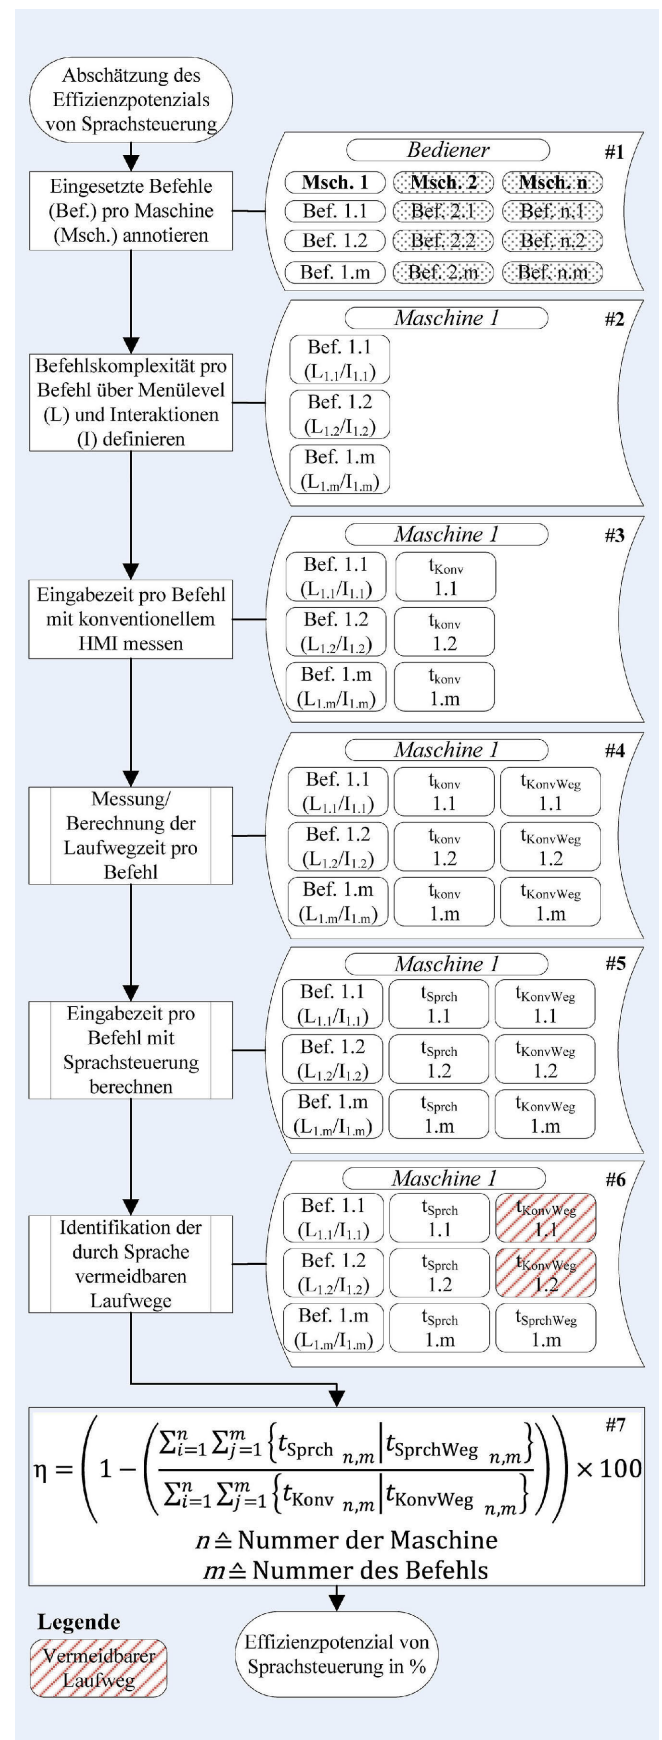 Abschätzung des
Effizienzpotenzials
von Sprachsteuerung
Eingesetzte Befehle
(Bef.) pro Maschine
(Msch.) annotieren
Bediener
#1
Msch. 1 Msch. 2 Msch. n
Bef. 1.1 Bef. 2.1 Bef. n.1
Bef. 1.2 Bef. 2.2 Bef. n.2
Bef. 1.m Bef. 2.m Bef. n.m
Befehlskomplexität pro
Befehl über Menülevel
(L) und Interaktionen
(I) definieren
Maschine 1
#2
Bef. 1.1
(L1.1/I1.1)
Bef. 1.2
(L1.2/I1.2)
Bef. 1.m
(L1.m/I1.m)
Eingabezeit pro Befehl
mit konventionellem
HMI messen
Maschine 1
#3
Bef. 1.1 tKonv
(L1.1/I1.1) 1.1
Bef. 1.2 tkonv
(L1.2/I1.2) 1.2
Bef. 1.m tkonv
(L1.m/I1.m) 1.m
Messung/
Berechnung der
Laufwegzeit pro
Befehl
Maschine 1
#4
Bef. 1.1 tkonv tKonvWeg
(L1.1/I1.1) 1.1 1.1
Bef. 1.2 tkonv tKonvWeg
(L1.2/I1.2) 1.2 1.2
Bef. 1.m tkonv tKonvWeg
(L1.m/I1.m) 1.m 1.m
Eingabezeit pro
Befehl mit
Sprachsteuerung
berechnen
Maschine 1
#5
Bef. 1.1 tSprch tKonvWeg
(L1.1/I1.1) 1.1 1.1
Bef. 1.2 tSprch tKonvWeg
(L1.2/I1.2) 1.2 1.2
Bef. 1.m tSprch tKonvWeg
(L1.m/I1.m) 1.m 1.m
Identifikation der
durch Sprache
vermeidbaren
Laufwege
Maschine 1
#6
Bef. 1.1 tSprch tKonvWeg
(L1.1/I1.1) 1.1 1.1
Bef. 1.2 tSprch tKonvWeg
(L1.2/I1.2) 1.2 1.2
Bef. 1.m tSprch tSprchWeg
(L1.m/I1.m) 1.m 1.m
#7
η = (1 − (∑ⁿᵢ₌₁ ∑ᵐⱼ₌₁ {tSprch n,m | tSprchWeg n,m} / ∑ⁿᵢ₌₁ ∑ᵐⱼ₌₁ {tKonv n,m | tKonvWeg n,m})) × 100
n ≙ Nummer der Maschine
m ≙ Nummer des Befehls
Legende
Vermeidbarer
Laufweg
Effizienzpotenzial von
Sprachsteuerung in %